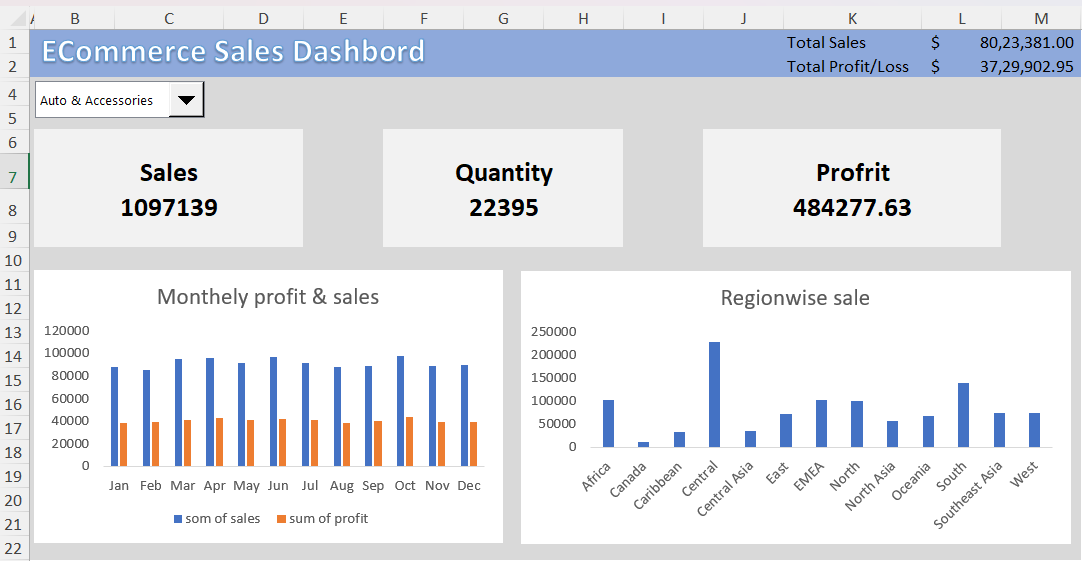 A B C D E F G H I J K L M
1 ECommerce Sales Dashbord Total Sales $ 80,23,381.00
2 Total Profit/Loss $ 37,29,902.95
4 Auto & Accessories
5
6
7 Sales Quantity Profrit
8 1097139 22395 484277.63
9
10
11 Monthely profit & sales Regionwise sale
12
13
14
15
16
17
18
19
20
21
22
120000
100000
80000
60000
40000
20000
0
Jan Feb Mar Apr May Jun Jul Aug Sep Oct Nov Dec
som of sales sum of profit
250000
200000
150000
100000
50000
0
Africa Canada Caribbean Central Central Asia East EMEA North North Asia Oceania South Southeast Asia West